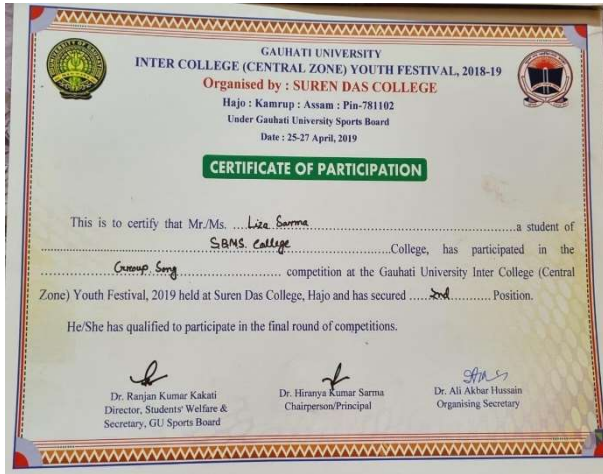 GAUHATI UNIVERSITY
INTER COLLEGE (CENTRAL ZONE) YOUTH FESTIVAL, 2018-19
Organised by : SUREN DAS COLLEGE
Hajo : Kamrup : Assam : Pin-781102
Under Gauhati University Sports Board
Date : 25-27 April, 2019
CERTIFICATE OF PARTICIPATION
This is to certify that Mr./Ms. ....Liza Sarma....a student of
....SBMS. College....College, has participated in the
....Group Song.... competition at the Gauhati University Inter College (Central
Zone) Youth Festival, 2019 held at Suren Das College, Hajo and has secured ....2nd.... Position.
He/She has qualified to participate in the final round of competitions.
Dr. Ranjan Kumar Kakati
Director, Students' Welfare &
Secretary, GU Sports Board
Dr. Hiranya Kumar Sarma
Chairperson/Principal
Dr. Ali Akbar Hussain
Organising Secretary